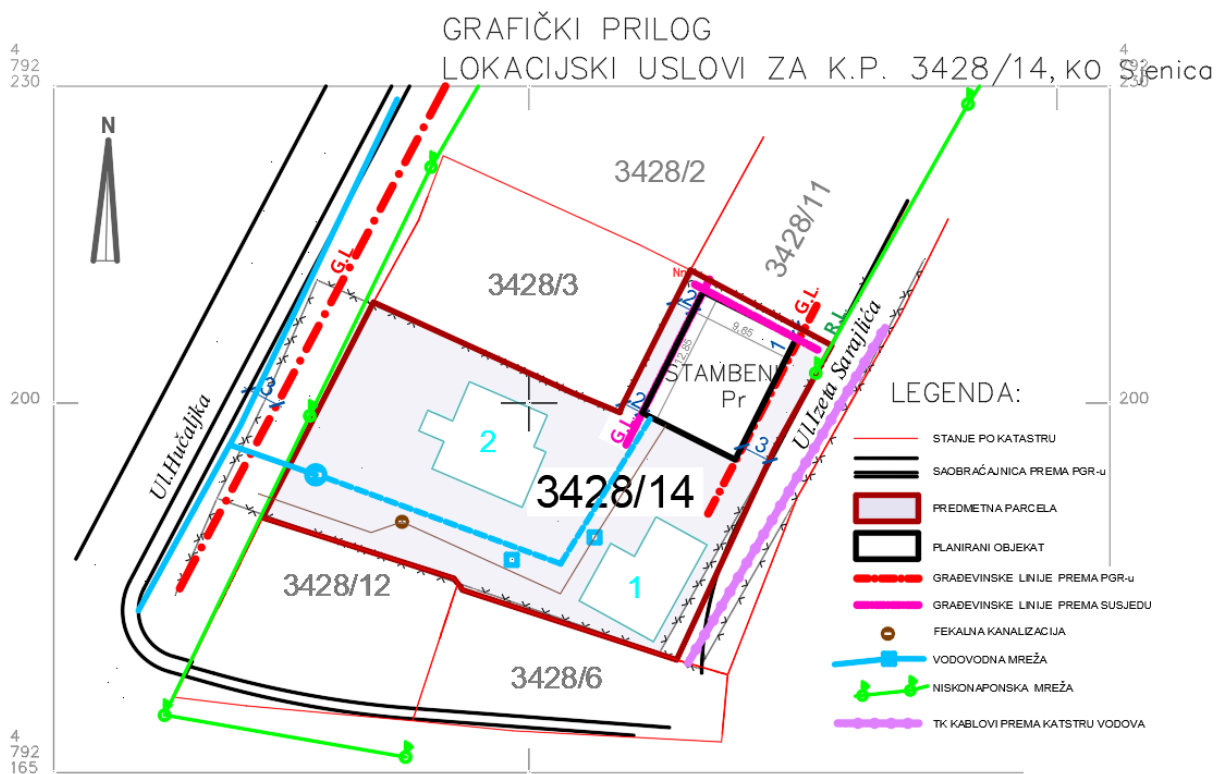 GRAFIČKI PRILOG
LOKACIJSKI USLOVI ZA K.P. 3428/14, KO Sjenica
4
792
230
4
792
230
N
3428/2
3428/11
3428/3
G.L.
G.L.
R.L.
Nn
2
9.85
1
12.85
STAMBENI
Pr
2
G.L.
3
3
200
200
Ul.Hučaljka
Ul.Izeta Sarajlića
2
3428/14
1
3428/12
3428/6
4
792
165
LEGENDA:
STANJE PO KATASTRU
SAOBRAĆAJNICA PREMA PGR-u
PREDMETNA PARCELA
PLANIRANI OBJEKAT
GRAĐEVINSKE LINIJE PREMA PGR-u
GRAĐEVINSKE LINIJE PREMA SUSJEDU
FEKALNA KANALIZACIJA
VODOVODNA MREŽA
NISKONAPONSKA MREŽA
TK KABLOVI PREMA KATSTRU VODOVA